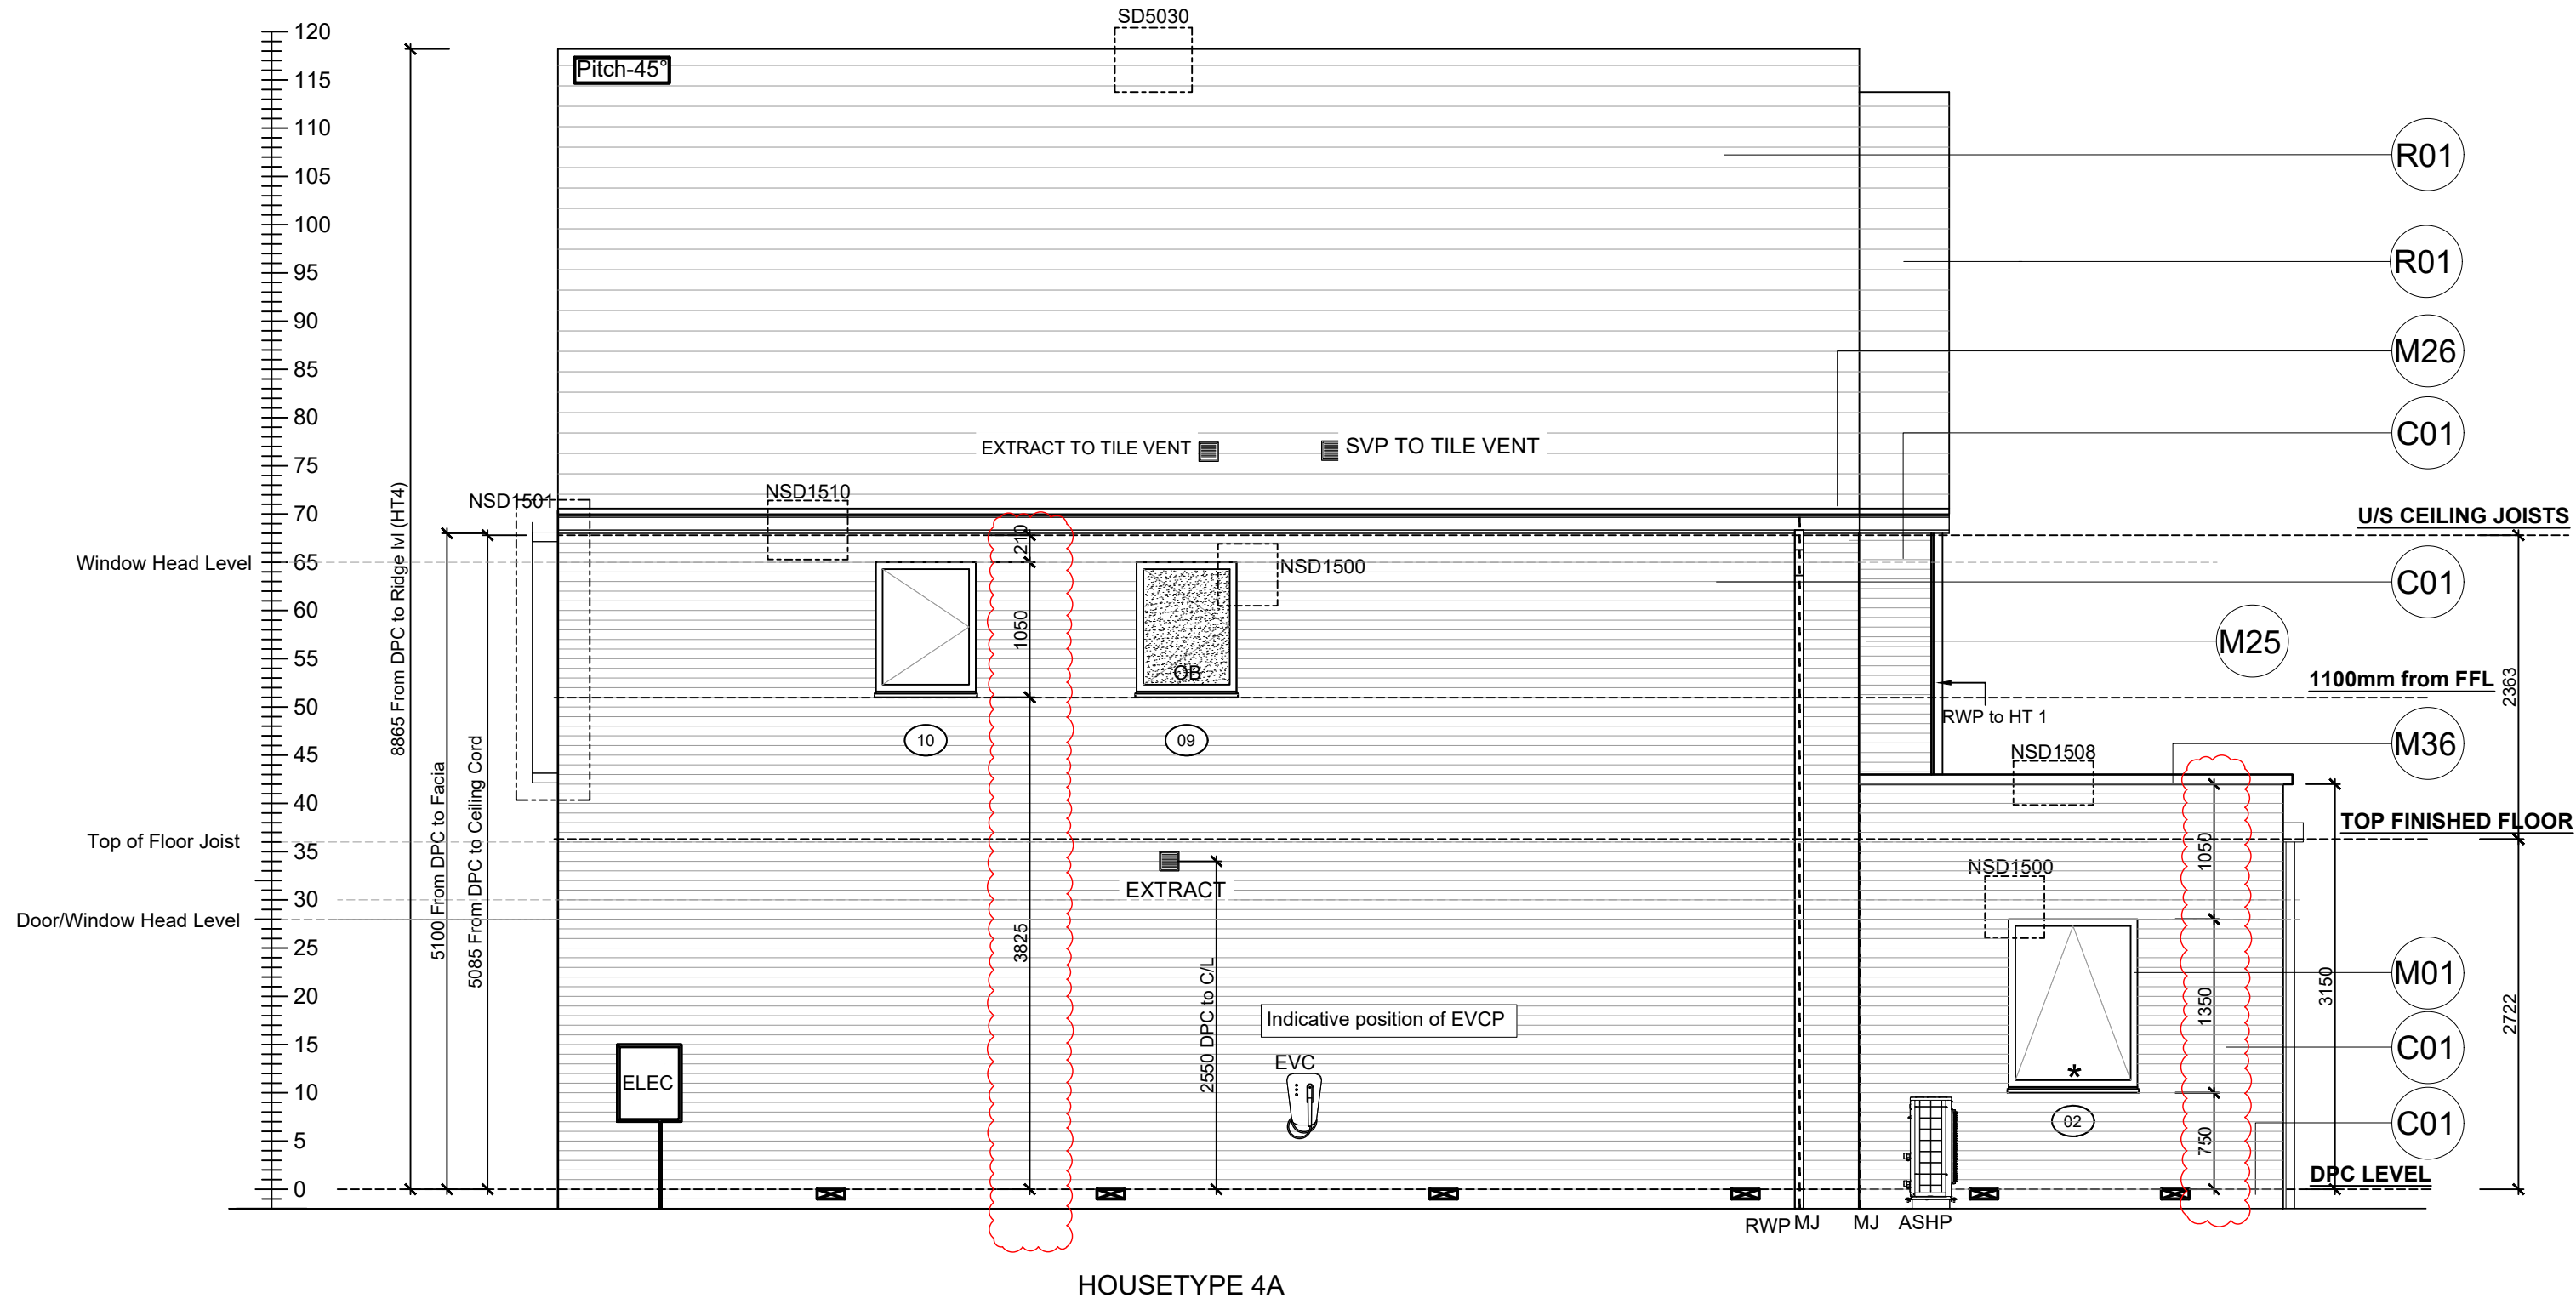 SD5030
120
115
110
105
100
95
90
85
80
75
70
65
60
55
50
45
40
35
30
25
20
15
10
5
0
Pitch-45°
8865 From DPC to Ridge lvl (HT4)
5100 From DPC to Facia
5085 From DPC to Ceiling Cord
Window Head Level
Top of Floor Joist
Door/Window Head Level
EXTRACT TO TILE VENT
SVP TO TILE VENT
NSD1501
NSD1510
NSD1500
OB
10
09
210
1050
3825
EXTRACT
2550 DPC to C/L
Indicative position of EVCP
EVC
ELEC
RWP
MJ
MJ
ASHP
RWP to HT 1
NSD1508
NSD1500
*
02
1050
1350
750
3150
2363
2722
R01
R01
M26
C01
U/S CEILING JOISTS
C01
M25
1100mm from FFL
M36
TOP FINISHED FLOOR
M01
C01
C01
DPC LEVEL
HOUSETYPE 4A